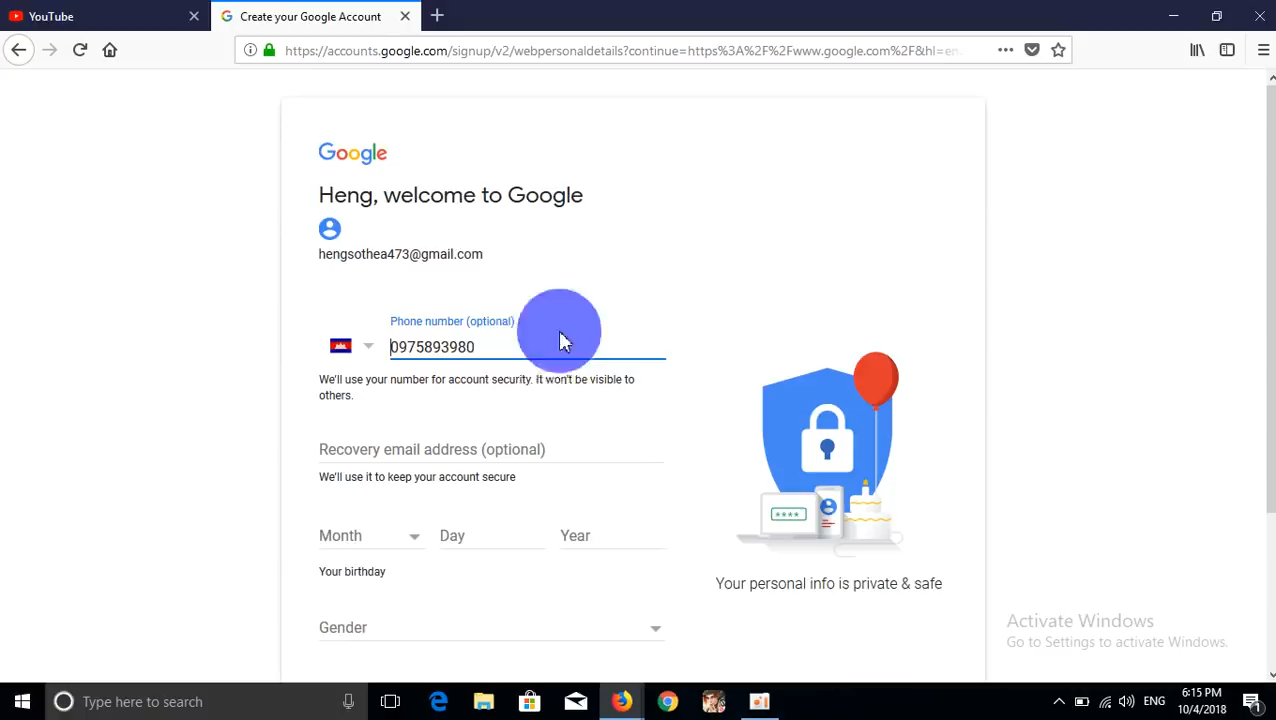 YouTube
Create your Google Account
https://accounts.google.com/signup/v2/webpersonaldetails?continue=https%3A%2F%2Fwww.google.com%2F&hl=en
Google
Heng, welcome to Google
hengsothea473@gmail.com
Phone number (optional)
0975893980
We'll use your number for account security. It won't be visible to
others.
Recovery email address (optional)
We'll use it to keep your account secure
Month Day Year
Your birthday
Gender
****
Your personal info is private & safe
Activate Windows
Go to Settings to activate Windows.
Type here to search
ENG
6:15 PM
10/4/2018
1